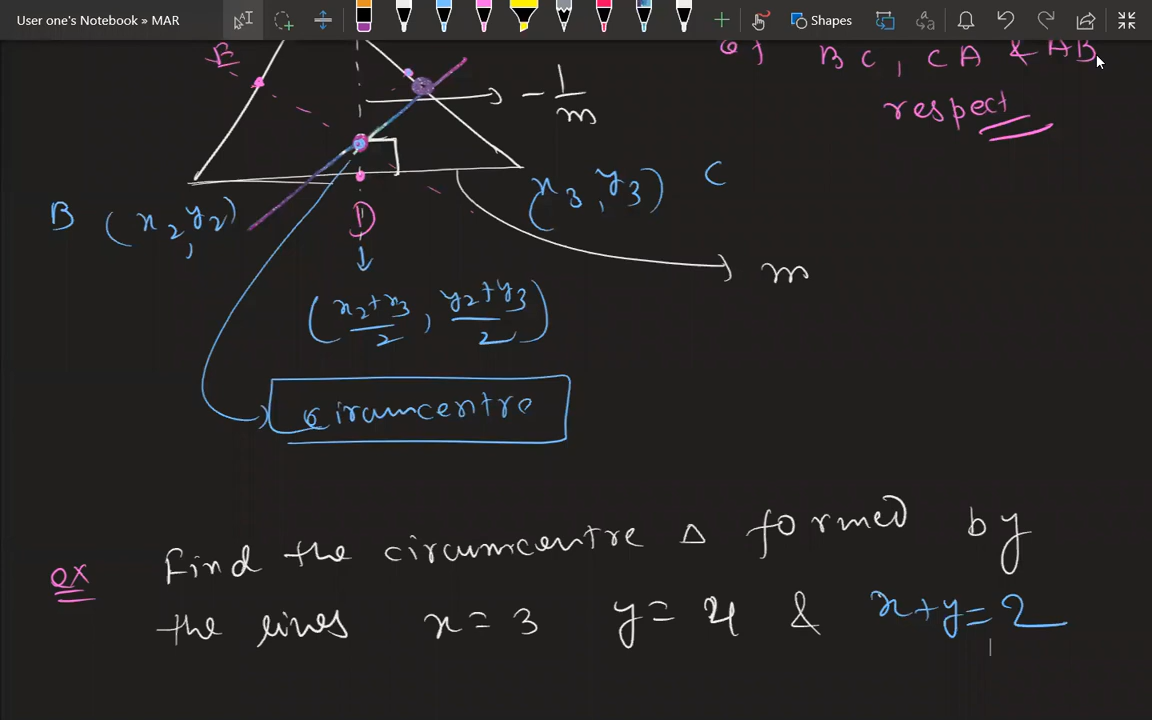 User one's Notebook » MAR
Shapes
of BC, CA & AB
respect
E
- 1/m
B (x2, y2)
D
(x3, y3) C
m
(x2+x3/2, y2+y3/2)
circumcentre
ex Find the circumcentre Δ formed by
the lines x = 3 y = 4 & x+y=2